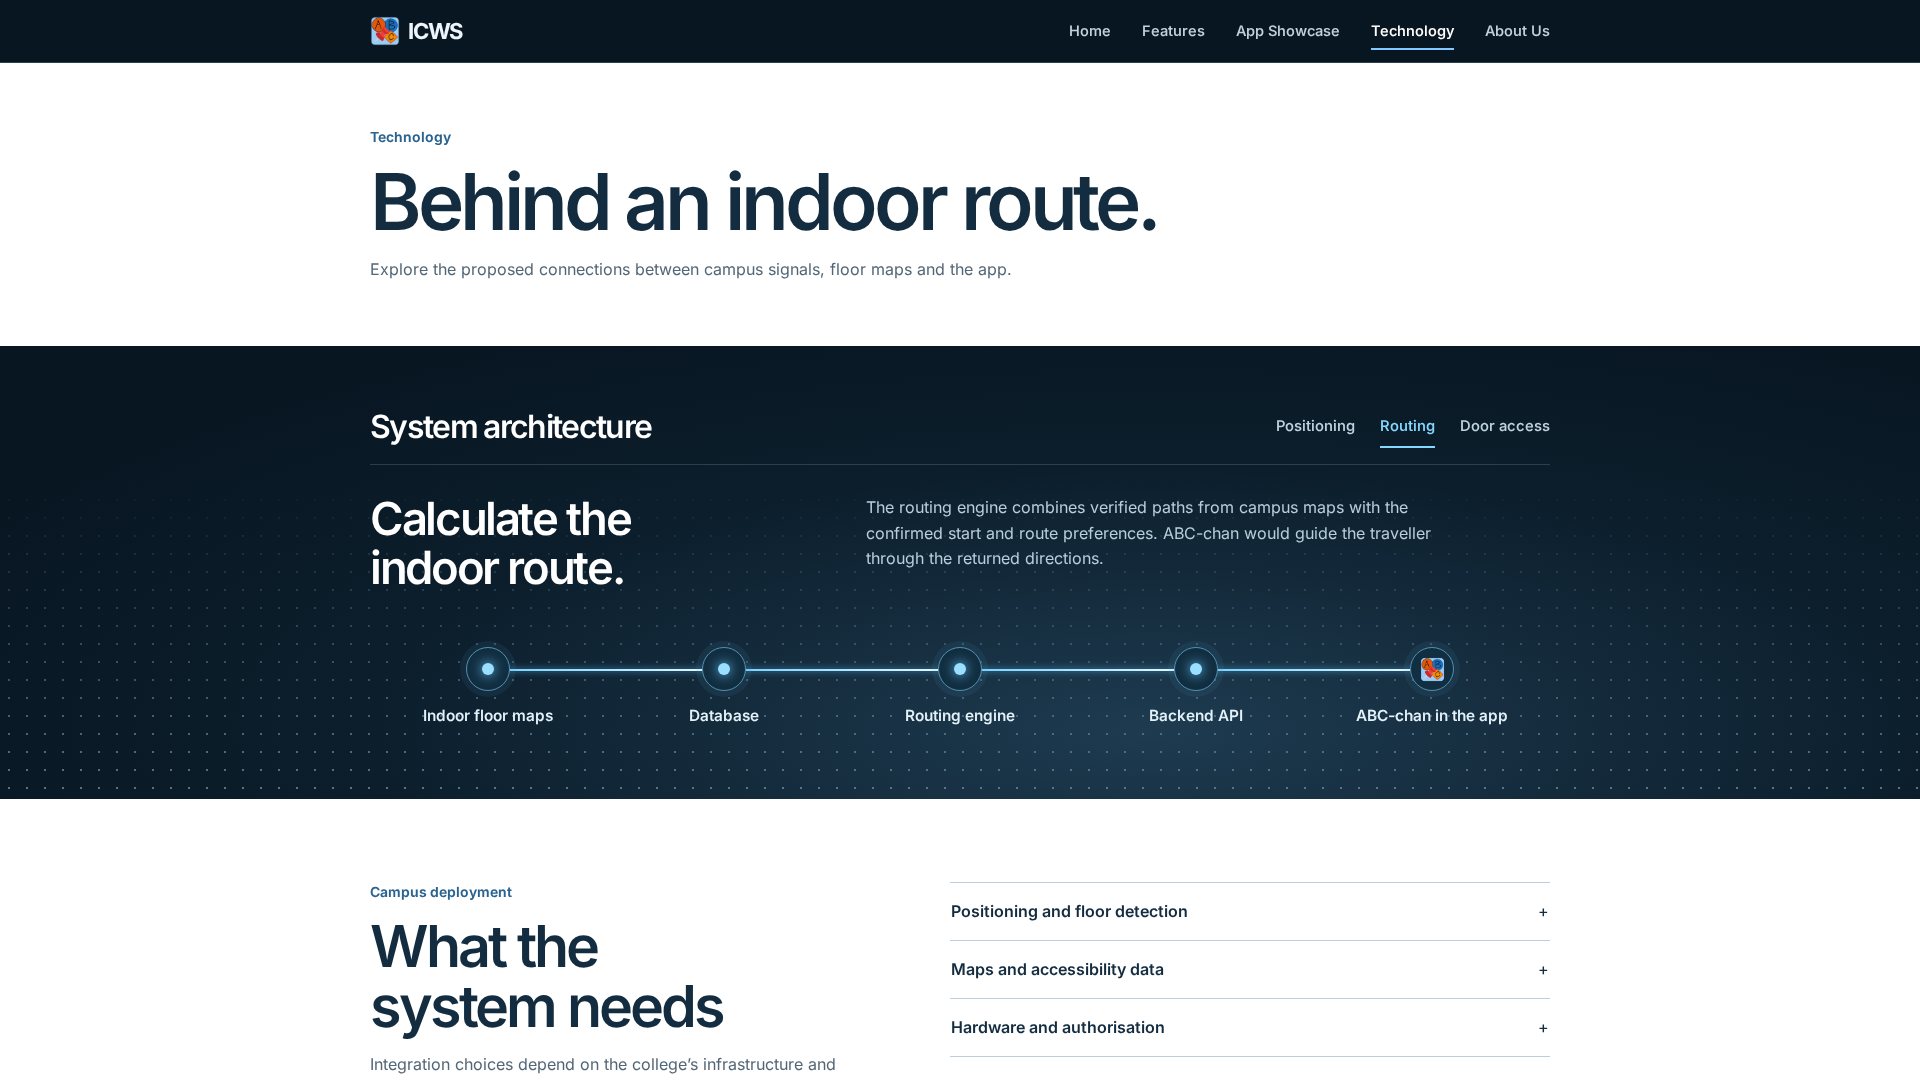 ICWS
Home
Features
App Showcase
Technology
About Us
Technology
Behind an indoor route.
Explore the proposed connections between campus signals, floor maps and the app.
System architecture
Positioning
Routing
Door access
Calculate the
indoor route.
The routing engine combines verified paths from campus maps with the
confirmed start and route preferences. ABC-chan would guide the traveller
through the returned directions.
Indoor floor maps
Database
Routing engine
Backend API
ABC-chan in the app
Campus deployment
What the
system needs
Integration choices depend on the college’s infrastructure and
Positioning and floor detection
+
Maps and accessibility data
+
Hardware and authorisation
+